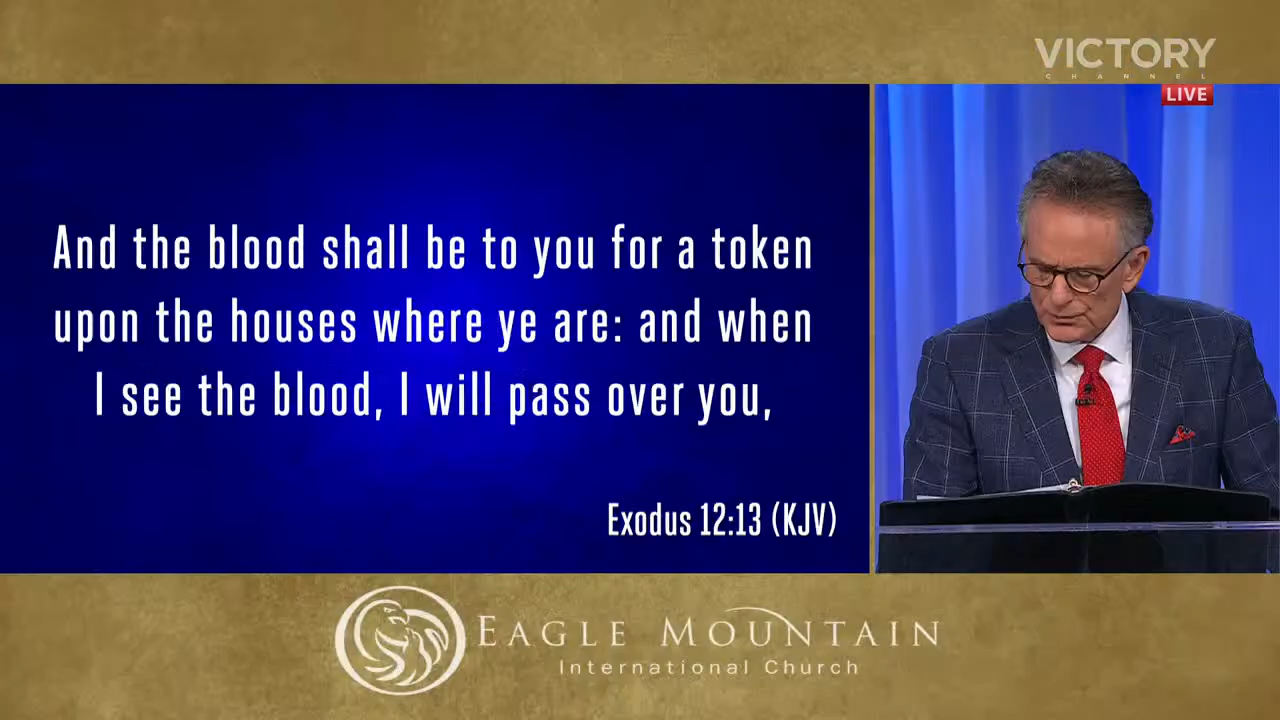 VICTORY
CHANNEL
LIVE
And the blood shall be to you for a token
upon the houses where ye are: and when
I see the blood, I will pass over you,
Exodus 12:13 (KJV)
EAGLE MOUNTAIN
International Church